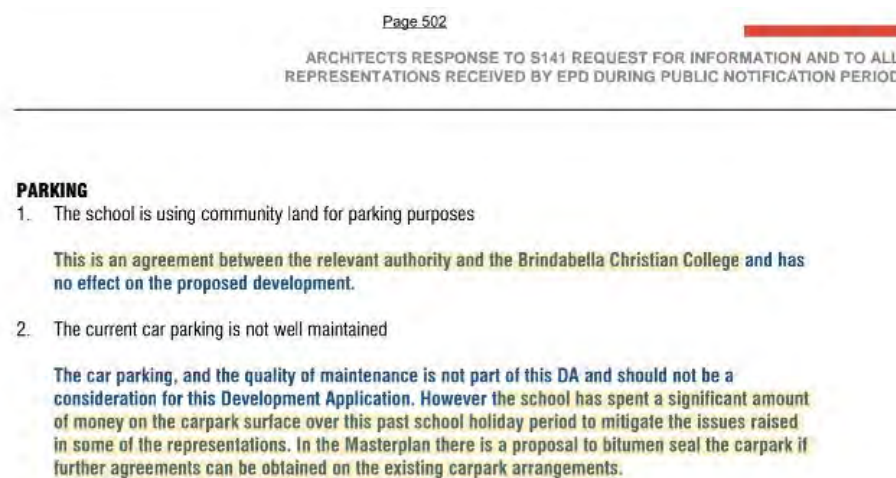 Page 502
ARCHITECTS RESPONSE TO S141 REQUEST FOR INFORMATION AND TO ALL
REPRESENTATIONS RECEIVED BY EPD DURING PUBLIC NOTIFICATION PERIOD
PARKING
1. The school is using community land for parking purposes
This is an agreement between the relevant authority and the Brindabella Christian College and has
no effect on the proposed development.
2. The current car parking is not well maintained
The car parking, and the quality of maintenance is not part of this DA and should not be a
consideration for this Development Application. However the school has spent a significant amount
of money on the carpark surface over this past school holiday period to mitigate the issues raised
in some of the representations. In the Masterplan there is a proposal to bitumen seal the carpark if
further agreements can be obtained on the existing carpark arrangements.